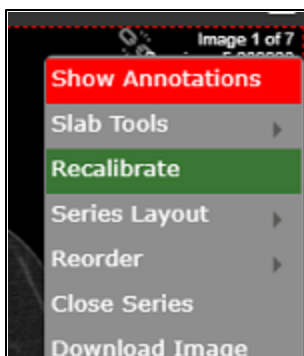 Image 1 of 7
Show Annotations
Slab Tools
Recalibrate
Series Layout
Reorder
Close Series
Download Image